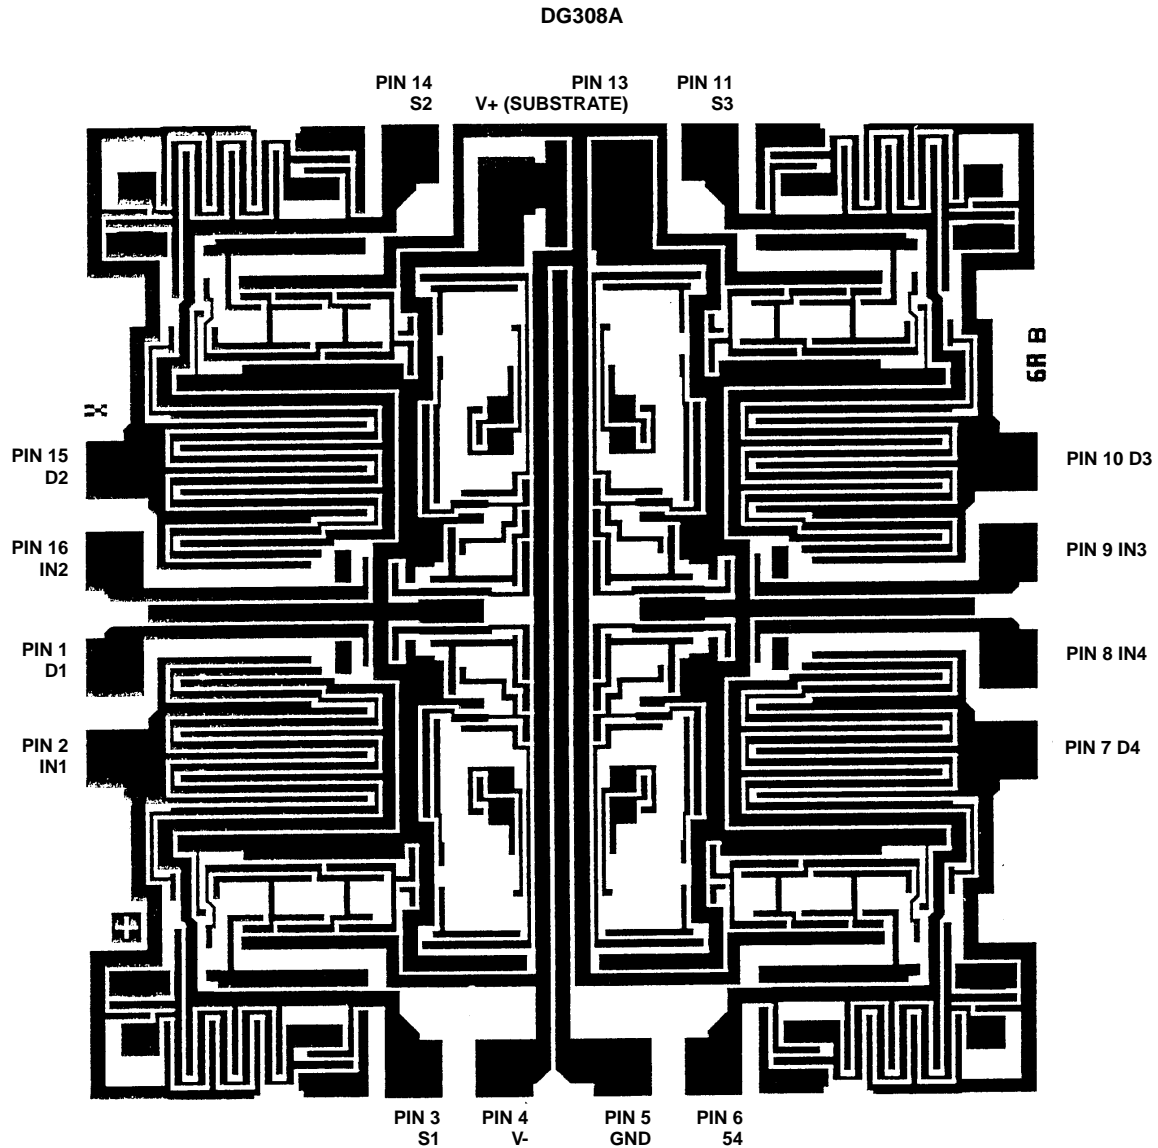 DG308A
PIN 14
S2
PIN 13
V+ (SUBSTRATE)
PIN 11
S3
6A B
X
PIN 15
D2
PIN 10 D3
PIN 16
IN2
PIN 9 IN3
PIN 1
D1
PIN 8 IN4
PIN 2
IN1
PIN 7 D4
PIN 3
S1
PIN 4
V-
PIN 5
GND
PIN 6
54